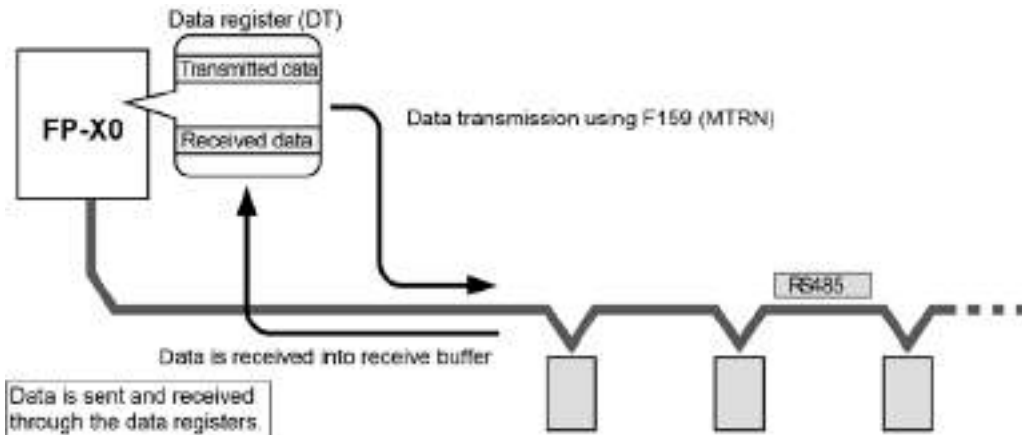 Data register (DT)
Transmitted data
FP-X0
Data transmission using F159 (MTRN)
Received data
RS485
Data is received into receive buffer
Data is sent and received
through the data registers.